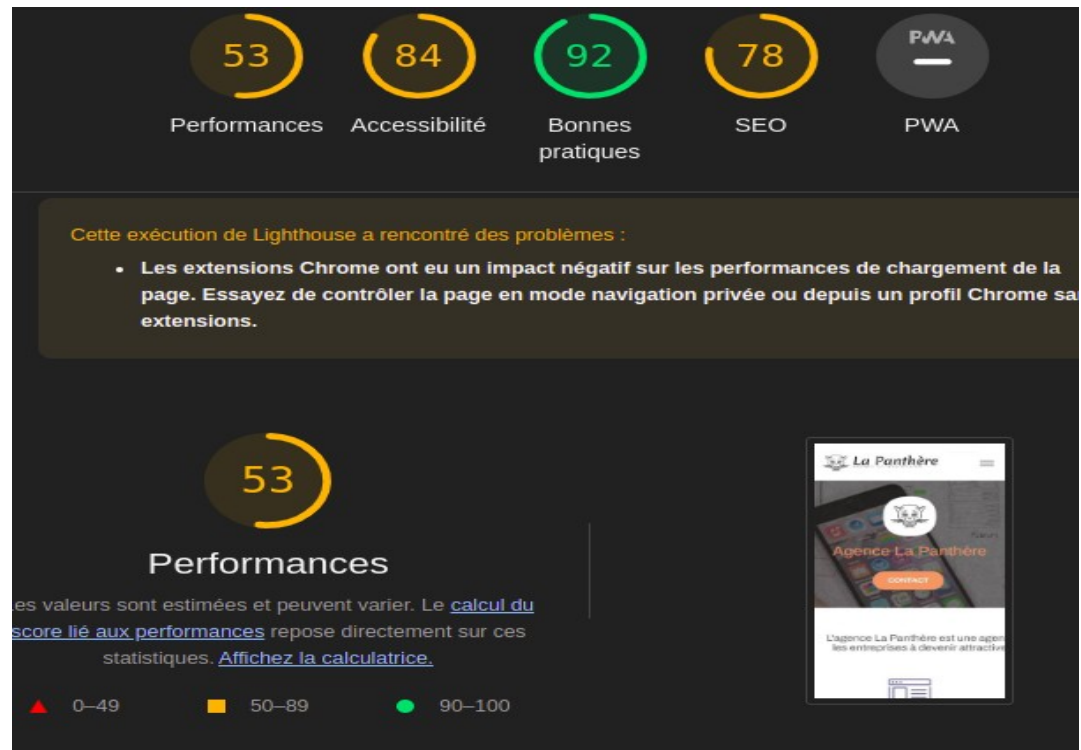 53
84
92
78
PWA
Performances
Accessibilité
Bonnes
pratiques
SEO
PWA
Cette exécution de Lighthouse a rencontré des problèmes :
Les extensions Chrome ont eu un impact négatif sur les performances de chargement de la
page. Essayez de contrôler la page en mode navigation privée ou depuis un profil Chrome
extensions.
53
Performances
es valeurs sont estimées et peuvent varier. Le calcul du
score lié aux performances repose directement sur ces
statistiques. Affichez la calculatrice.
0–49
50–89
90–100
La Panthère
Agence La Panthère
CONTACT
L'agence La Panthère est une agen
les entreprises à devenir attractive